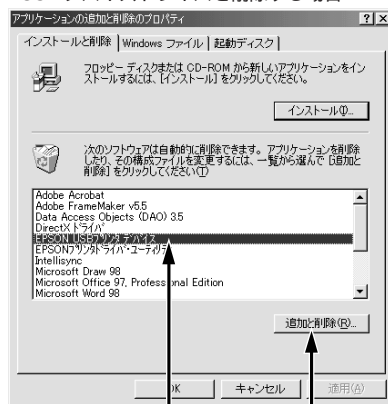 アプリケーションの追加と削除のプロパティ
インストールと削除
Windows ファイル
起動ディスク
フロッピー ディスクまたは CD-ROM から新しいアプリケーションをイン
ストールするには、[インストール] をクリックしてください。
インストール(I)...
次のソフトウェアは自動的に削除できます。アプリケーションを削除
したり、その構成ファイルを変更するには、一覧から選んで [追加と
削除] をクリックしてください(T)
Adobe Acrobat
Adobe FrameMaker v5.5
Data Access Objects (DAO) 3.5
DirectX ドライバ
EPSON USBプリンタデバイス
EPSONプリンタドライバ・ユーティリティ
Intellisync
Microsoft Draw 98
Microsoft Office 97, Professional Edition
Microsoft Word 98
追加と削除(R)...
OK
キャンセル
適用(A)